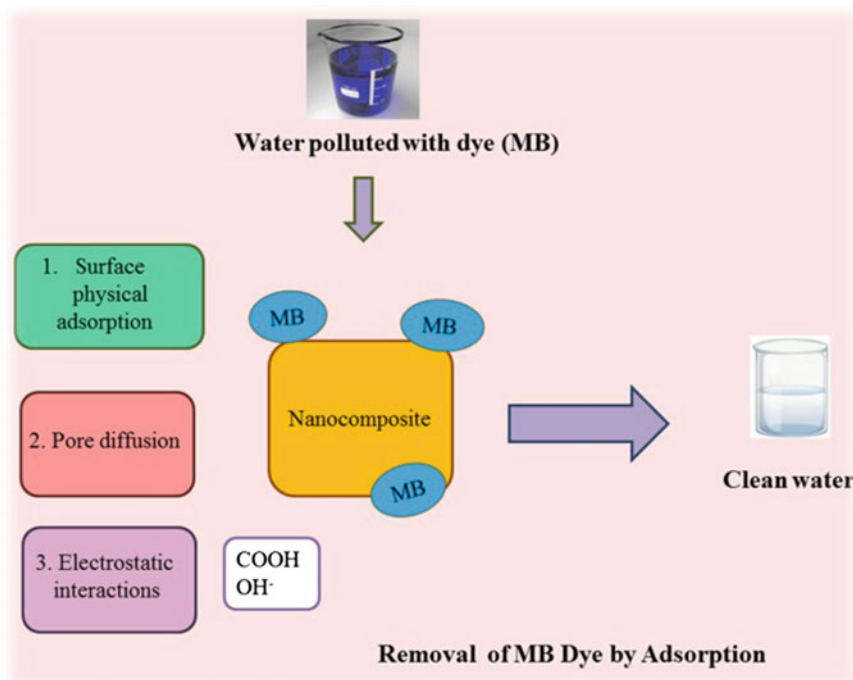 Water polluted with dye (MB)
1. Surface
physical
adsorption
MB
MB
Nanocomposite
2. Pore diffusion
MB
Clean water
3. Electrostatic
interactions
COOH
OH⁻
Removal of MB Dye by Adsorption